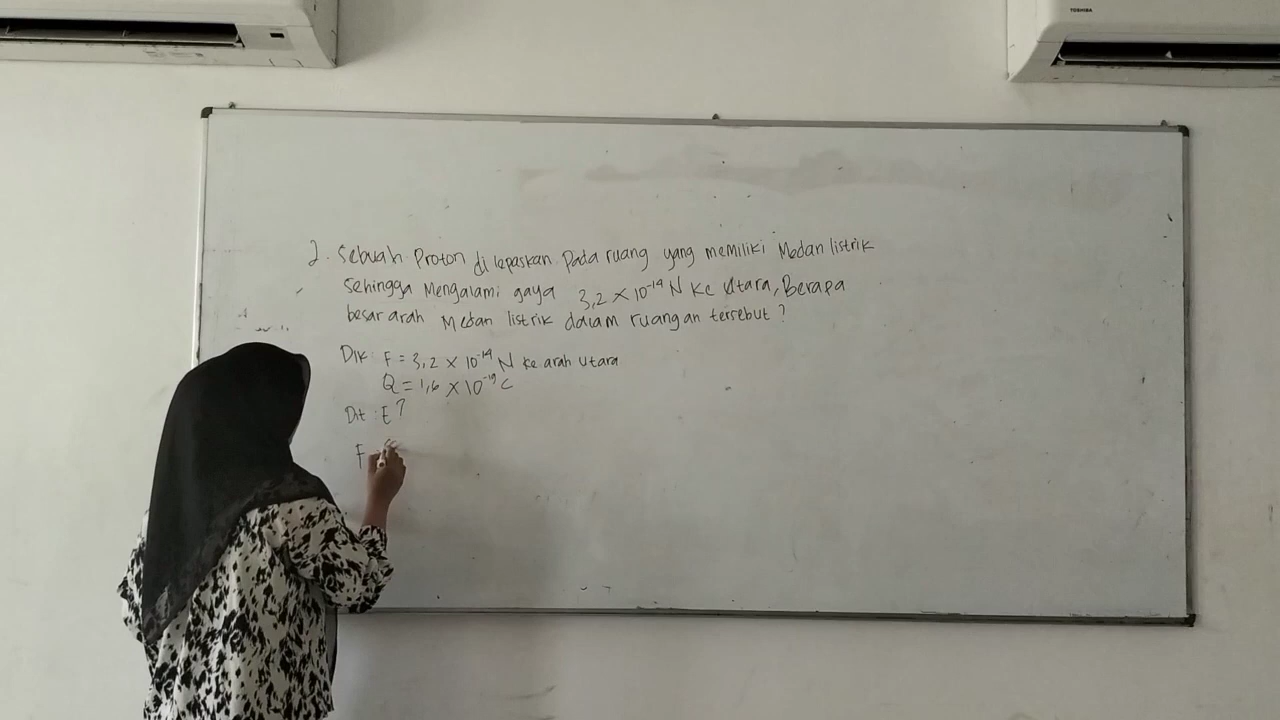 TOSHIBA
2. Sebuah Proton di lepaskan Pada ruang yang memiliki Medan listrik
sehingga Mengalami gaya 3,2 × 10⁻¹⁴ N Ke Utara, Berapa
besar arah Medan listrik dalam ruangan tersebut?
Dik: F = 3,2 × 10⁻¹⁴ N ke arah Utara
Q = 1,6 × 10⁻¹⁹ C
Dit : E?
F